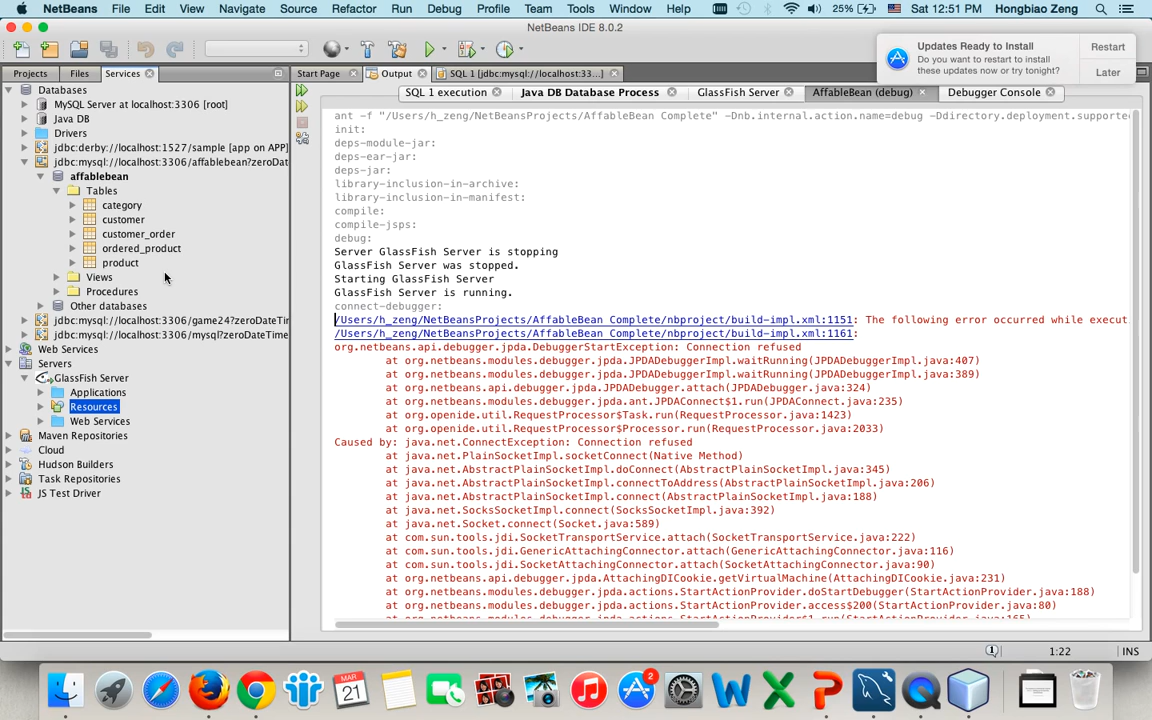 NetBeans File Edit View Navigate Source Refactor Run Debug Profile Team Tools Window Help 25% Sat 12:51 PM Hongbiao Zeng
NetBeans IDE 8.0.2
Updates Ready to Install
Do you want to restart to install
these updates now or try tonight?
Restart
Later
Projects Files Services
Start Page Output SQL 1 [jdbc:mysql://localhost:33...]
SQL 1 execution Java DB Database Process GlassFish Server AffableBean (debug) Debugger Console
Databases
MySQL Server at localhost:3306 [root]
Java DB
Drivers
jdbc:derby://localhost:1527/sample [app on APP]
jdbc:mysql://localhost:3306/affablebean?zeroDat
affablebean
Tables
category
customer
customer_order
ordered_product
product
Views
Procedures
Other databases
jdbc:mysql://localhost:3306/game24?zeroDateTi
jdbc:mysql://localhost:3306/mysql?zeroDateTime
Web Services
Servers
GlassFish Server
Applications
Resources
Web Services
Maven Repositories
Cloud
Hudson Builders
Task Repositories
JS Test Driver
ant -f "/Users/h_zeng/NetBeansProjects/AffableBean Complete" -Dnb.internal.action.name=debug -Ddirectory.deployment.supporte
init:
deps-module-jar:
deps-ear-jar:
deps-jar:
library-inclusion-in-archive:
library-inclusion-in-manifest:
compile:
compile-jsps:
debug:
Server GlassFish Server is stopping
GlassFish Server was stopped.
Starting GlassFish Server
GlassFish Server is running.
connect-debugger:
/Users/h_zeng/NetBeansProjects/AffableBean Complete/nbproject/build-impl.xml:1151: The following error occurred while execut
/Users/h_zeng/NetBeansProjects/AffableBean Complete/nbproject/build-impl.xml:1161:
org.netbeans.api.debugger.jpda.DebuggerStartException: Connection refused
at org.netbeans.modules.debugger.jpda.JPDADebuggerImpl.waitRunning(JPDADebuggerImpl.java:407)
at org.netbeans.modules.debugger.jpda.JPDADebuggerImpl.waitRunning(JPDADebuggerImpl.java:389)
at org.netbeans.api.debugger.jpda.JPDADebugger.attach(JPDADebugger.java:324)
at org.netbeans.modules.debugger.jpda.ant.JPDAConnect$1.run(JPDAConnect.java:235)
at org.openide.util.RequestProcessor$Task.run(RequestProcessor.java:1423)
at org.openide.util.RequestProcessor$Processor.run(RequestProcessor.java:2033)
Caused by: java.net.ConnectException: Connection refused
at java.net.PlainSocketImpl.socketConnect(Native Method)
at java.net.AbstractPlainSocketImpl.doConnect(AbstractPlainSocketImpl.java:345)
at java.net.AbstractPlainSocketImpl.connectToAddress(AbstractPlainSocketImpl.java:206)
at java.net.AbstractPlainSocketImpl.connect(AbstractPlainSocketImpl.java:188)
at java.net.SocksSocketImpl.connect(SocksSocketImpl.java:392)
at java.net.Socket.connect(Socket.java:589)
at com.sun.tools.jdi.SocketTransportService.attach(SocketTransportService.java:222)
at com.sun.tools.jdi.GenericAttachingConnector.attach(GenericAttachingConnector.java:116)
at com.sun.tools.jdi.SocketAttachingConnector.attach(SocketAttachingConnector.java:90)
at org.netbeans.api.debugger.jpda.AttachingDICookie.getVirtualMachine(AttachingDICookie.java:231)
at org.netbeans.modules.debugger.jpda.actions.StartActionProvider.doStartDebugger(StartActionProvider.java:188)
at org.netbeans.modules.debugger.jpda.actions.StartActionProvider.access$200(StartActionProvider.java:80)
1:22 INS
MAR
21
2